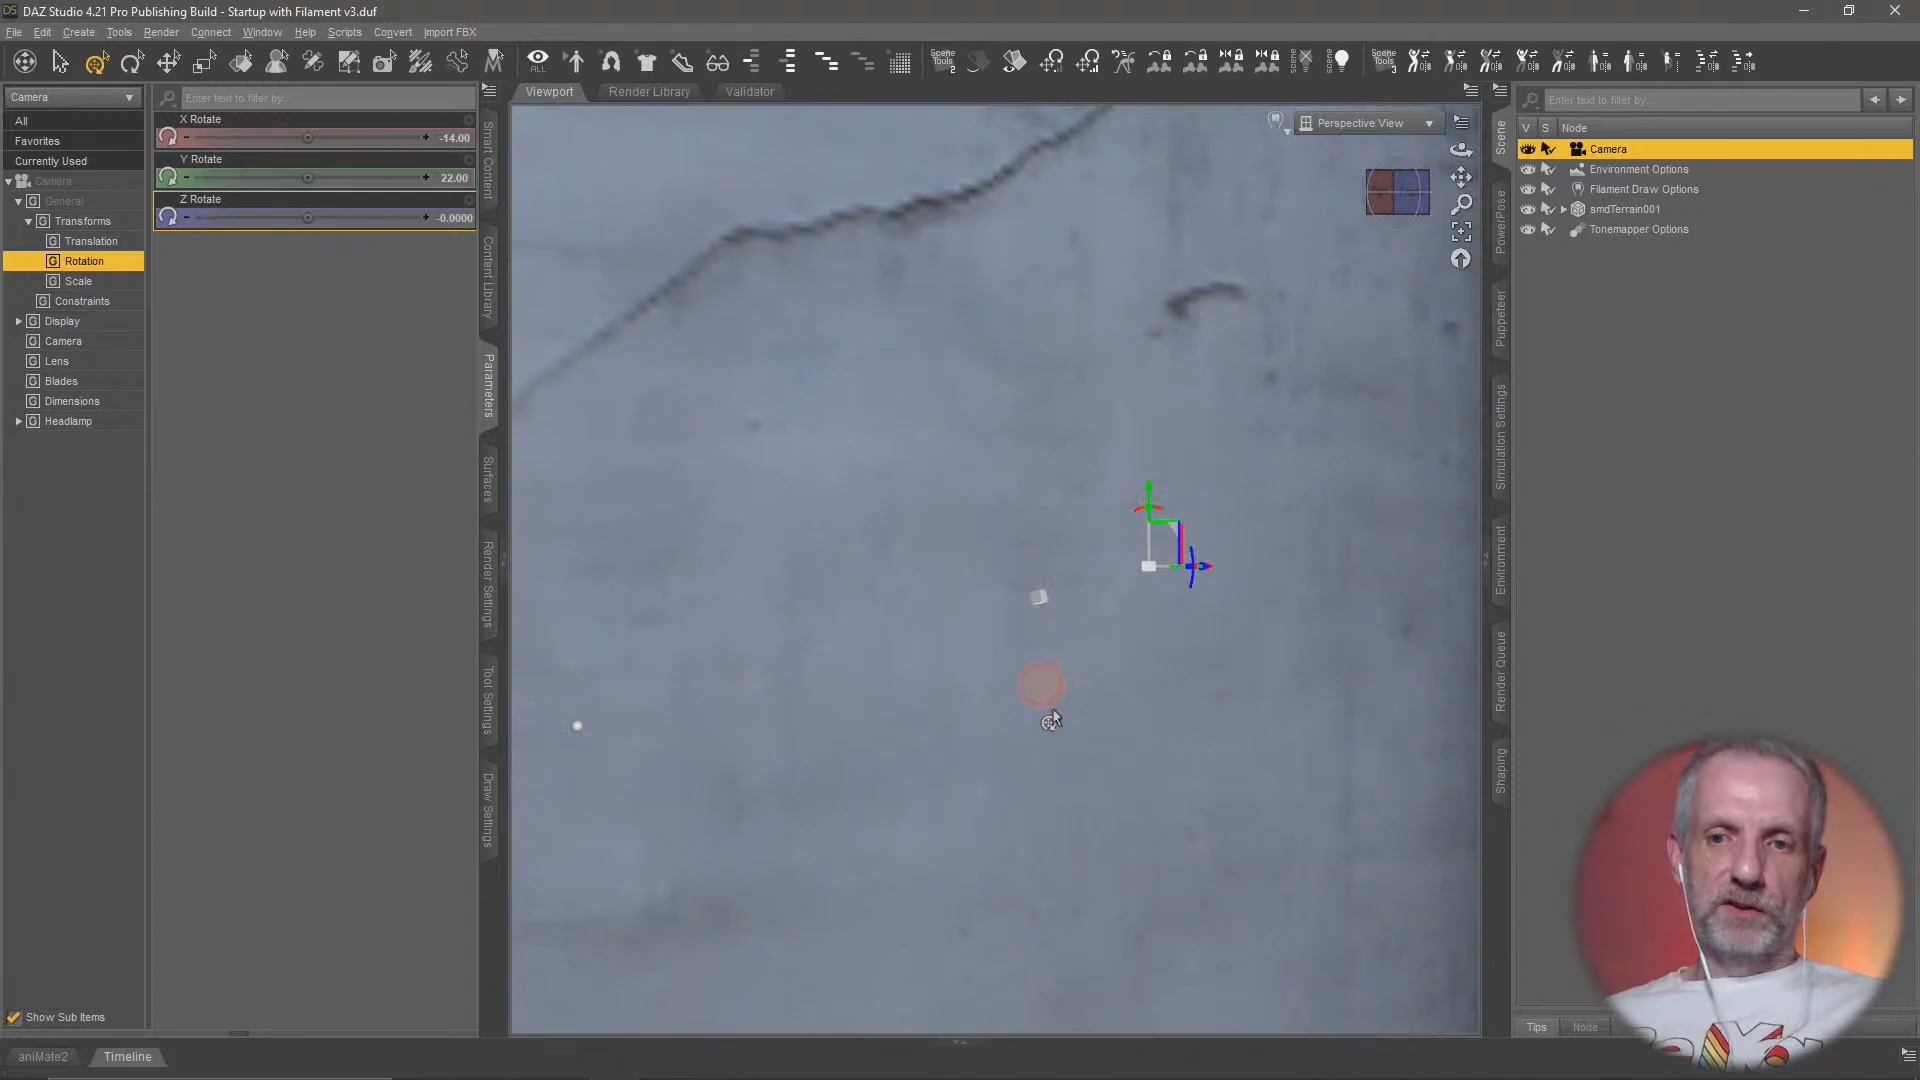 DAZ Studio 4.21 Pro Publishing Build - Startup with Filament v3.duf
File Edit Create Tools Render Connect Window Help Scripts Convert Import FBX
ALL
Scene Tools 2
scene
scene
Scene Tools 3
Camera
Enter text to filter by...
All
Favorites
Currently Used
Camera
General
Transforms
Translation
Rotation
Scale
Constraints
Display
Camera
Lens
Blades
Dimensions
Headlamp
Show Sub Items
X Rotate
-14.00
Y Rotate
22.00
Z Rotate
-0.0000
Smart Content
Content Library
Parameters
Surfaces
Render Settings
Tool Settings
Draw Settings
Viewport Render Library Validator
Perspective View
Scene
PowerPose
Puppeteer
Simulation Settings
Environment
Render Queue
Shaping
Enter text to filter by...
V S Node
Camera
Environment Options
Filament Draw Options
smdTerrain001
Tonemapper Options
Tips Node
aniMate2 Timeline